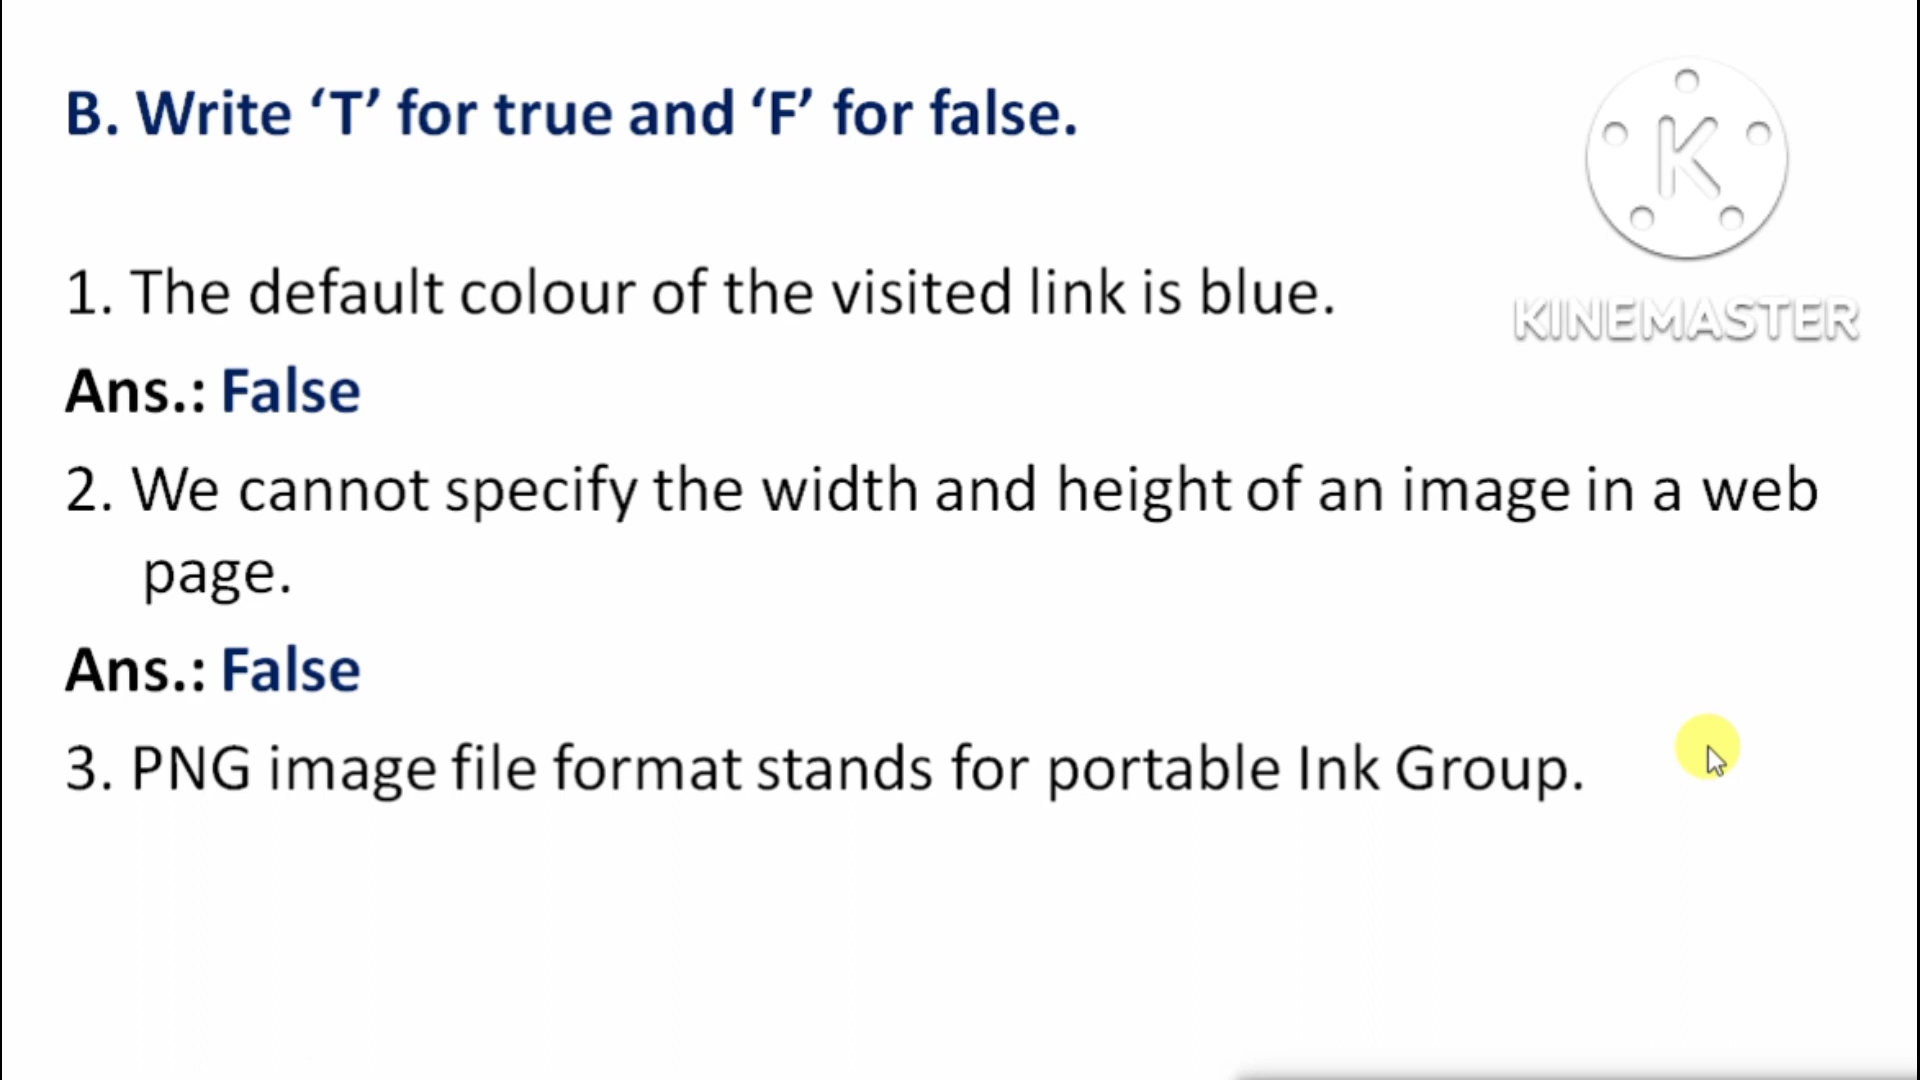 B. Write ‘T’ for true and ‘F’ for false.
1. The default colour of the visited link is blue.
Ans.: False
2. We cannot specify the width and height of an image in a web
page.
Ans.: False
3. PNG image file format stands for portable Ink Group.
K
KINEMASTER